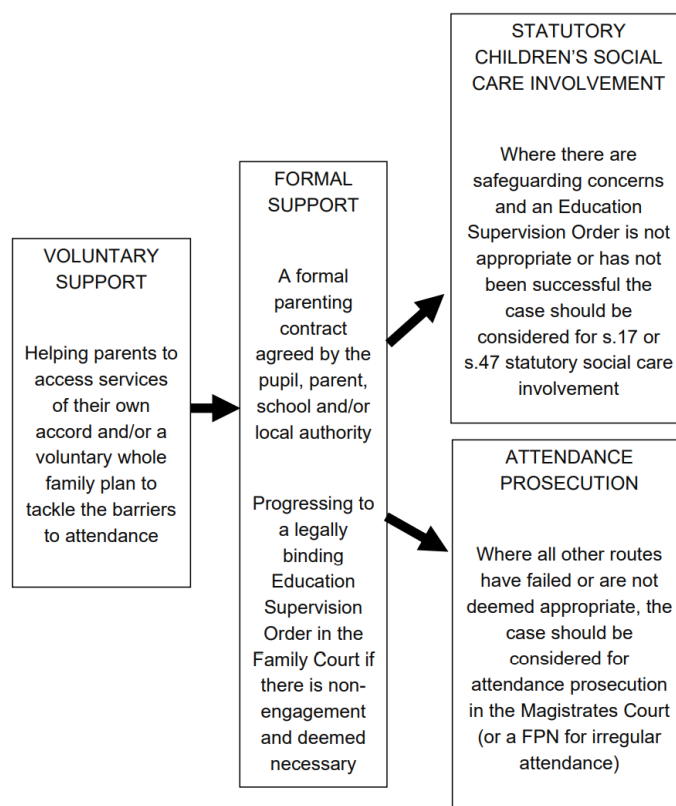 VOLUNTARY
SUPPORT
Helping parents to
access services
of their own
accord and/or a
voluntary whole
family plan to
tackle the barriers
to attendance
FORMAL
SUPPORT
A formal
parenting
contract
agreed by the
pupil, parent,
school and/or
local authority
Progressing to
a legally
binding
Education
Supervision
Order in the
Family Court if
there is non-
engagement
and deemed
necessary
STATUTORY
CHILDREN'S SOCIAL
CARE INVOLVEMENT
Where there are
safeguarding concerns
and an Education
Supervision Order is not
appropriate or has not
been successful the
case should be
considered for s.17 or
s.47 statutory social care
involvement
ATTENDANCE
PROSECUTION
Where all other routes
have failed or are not
deemed appropriate, the
case should be
considered for
attendance prosecution
in the Magistrates Court
(or a FPN for irregular
attendance)